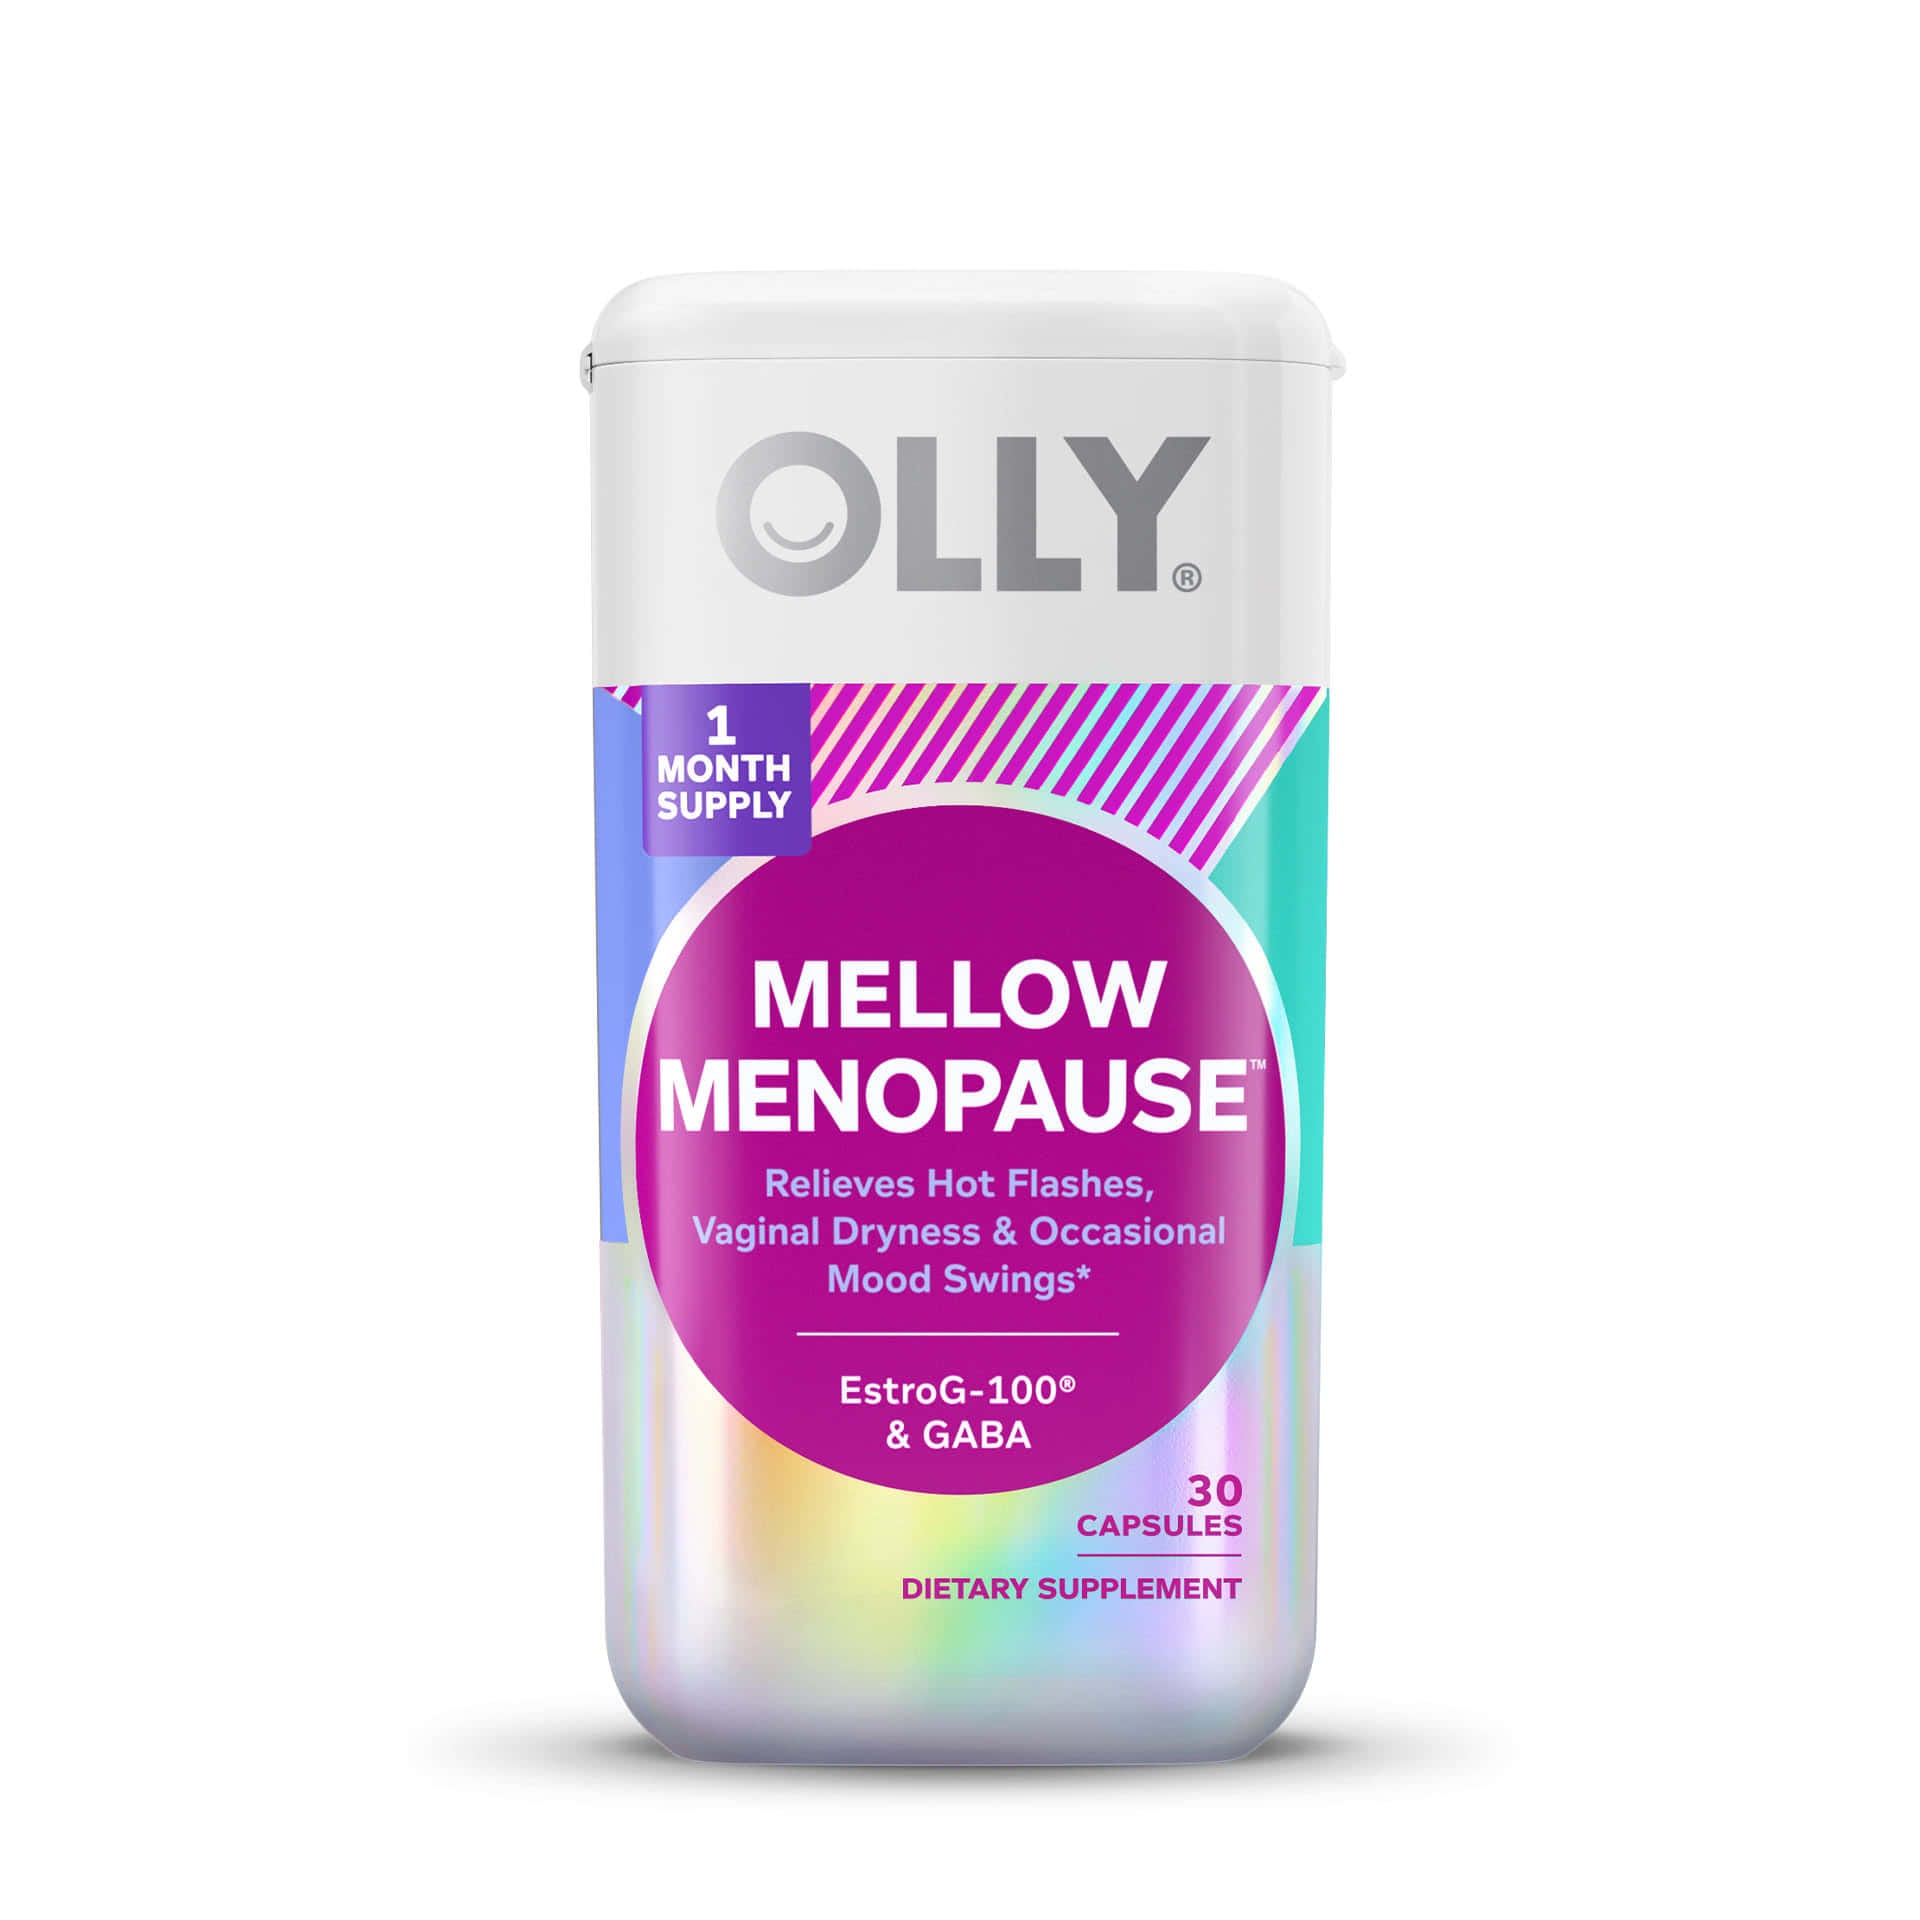 OLLY®
1
MONTH
SUPPLY
MELLOW
MENOPAUSE™
Relieves Hot Flashes,
Vaginal Dryness & Occasional
Mood Swings*
EstroG-100®
& GABA
30
CAPSULES
DIETARY SUPPLEMENT